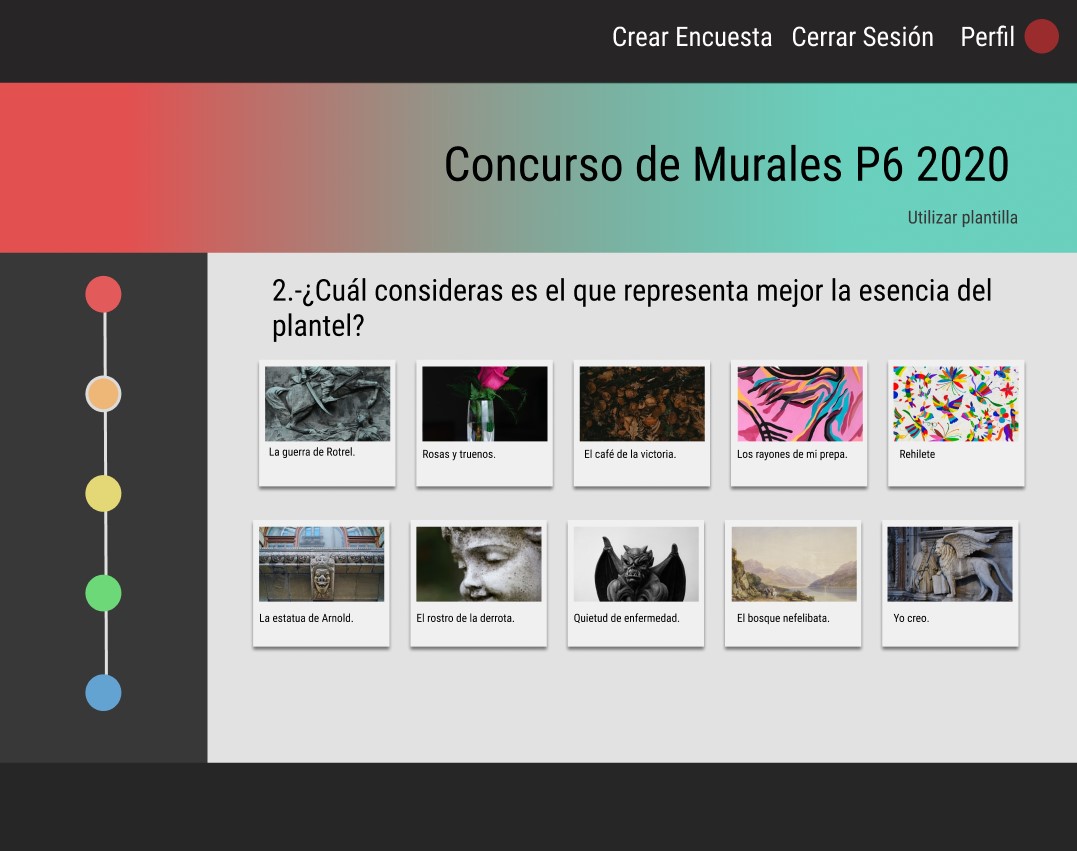 Crear Encuesta Cerrar Sesión Perfil
Concurso de Murales P6 2020
Utilizar plantilla
2.-¿Cuál consideras es el que representa mejor la esencia del
plantel?
La guerra de Rotrel.
Rosas y truenos.
El café de la victoria.
Los rayones de mi prepa.
Rehilete
La estatua de Arnold.
El rostro de la derrota.
Quietud de enfermedad.
El bosque nefelibata.
Yo creo.